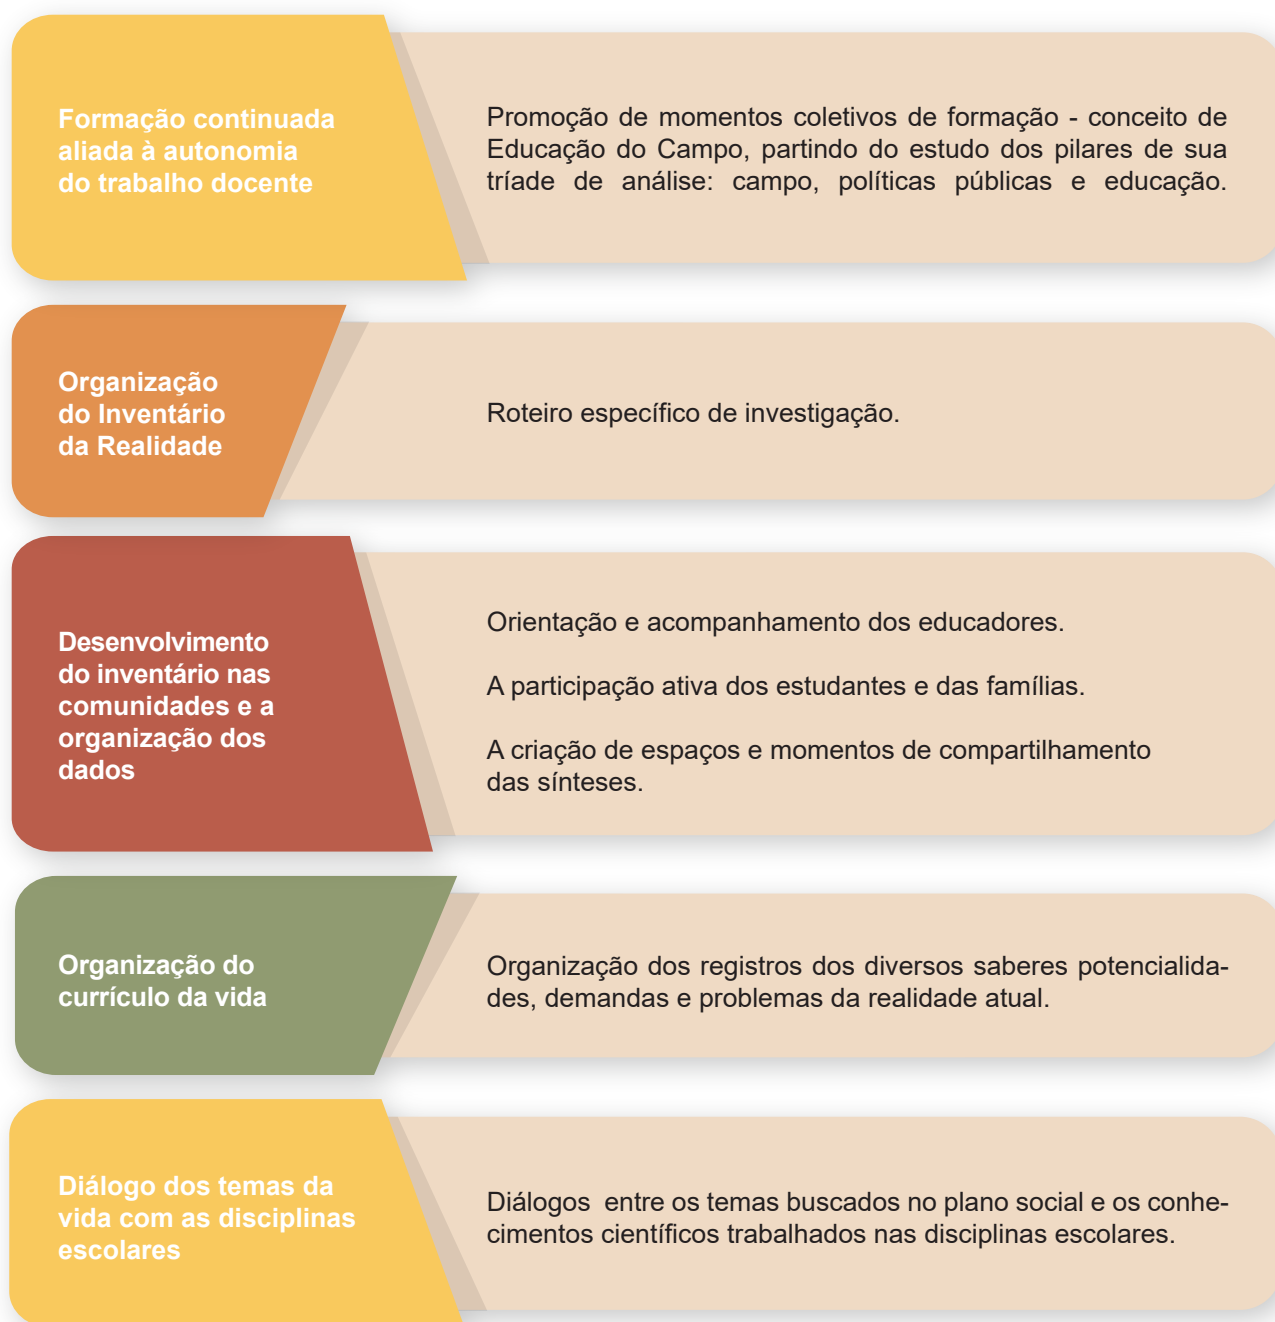 Formação continuada
aliada à autonomia
do trabalho docente
Promoção de momentos coletivos de formação - conceito de
Educação do Campo, partindo do estudo dos pilares de sua
tríade de análise: campo, políticas públicas e educação.
Organização
do Inventário
da Realidade
Roteiro específico de investigação.
Desenvolvimento
do inventário nas
comunidades e a
organização dos
dados
Orientação e acompanhamento dos educadores.
A participação ativa dos estudantes e das famílias.
A criação de espaços e momentos de compartilhamento
das sínteses.
Organização do
currículo da vida
Organização dos registros dos diversos saberes potencialida-
des, demandas e problemas da realidade atual.
Diálogo dos temas da
vida com as disciplinas
escolares
Diálogos entre os temas buscados no plano social e os conhe-
cimentos científicos trabalhados nas disciplinas escolares.